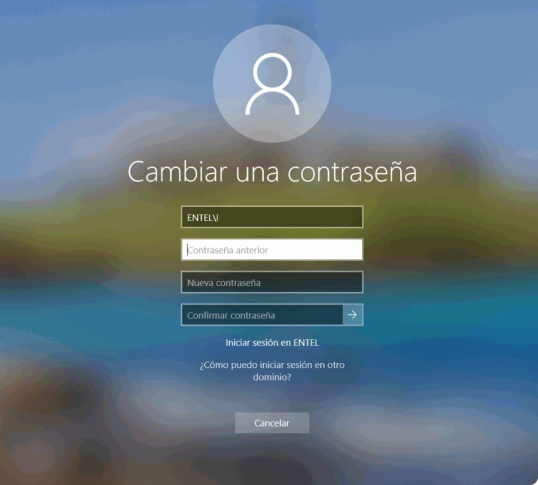 Cambiar una contraseña
ENTEL\I
Contraseña anterior
Nueva contraseña
Confirmar contraseña
Iniciar sesión en ENTEL
¿Cómo puedo iniciar sesión en otro
dominio?
Cancelar